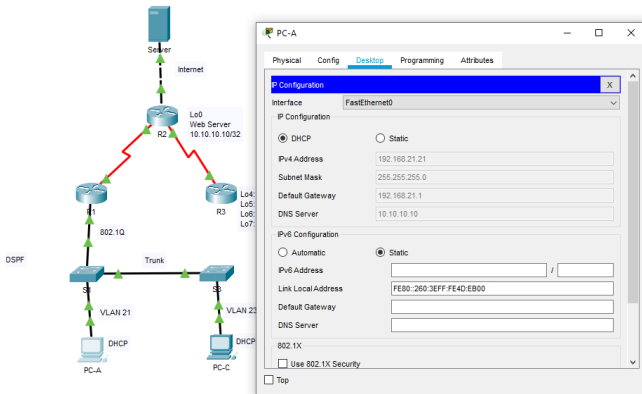 Server
Internet
Lo0
Web Server
10.10.10.10/32
R2
R1
R3
Lo4:
Lo5:
Lo6:
Lo7:
802.1Q
OSPF
Trunk
S1
S3
VLAN 21
VLAN 23
DHCP
DHCP
PC-A
PC-C
PC-A
Physical Config Desktop Programming Attributes
IP Configuration X
Interface FastEthernet0
IP Configuration
DHCP Static
IPv4 Address 192.168.21.21
Subnet Mask 255.255.255.0
Default Gateway 192.168.21.1
DNS Server 10.10.10.10
IPv6 Configuration
Automatic Static
IPv6 Address /
Link Local Address FE80::260:3EFF:FE4D:EB00
Default Gateway
DNS Server
802.1X
Use 802.1X Security
Top